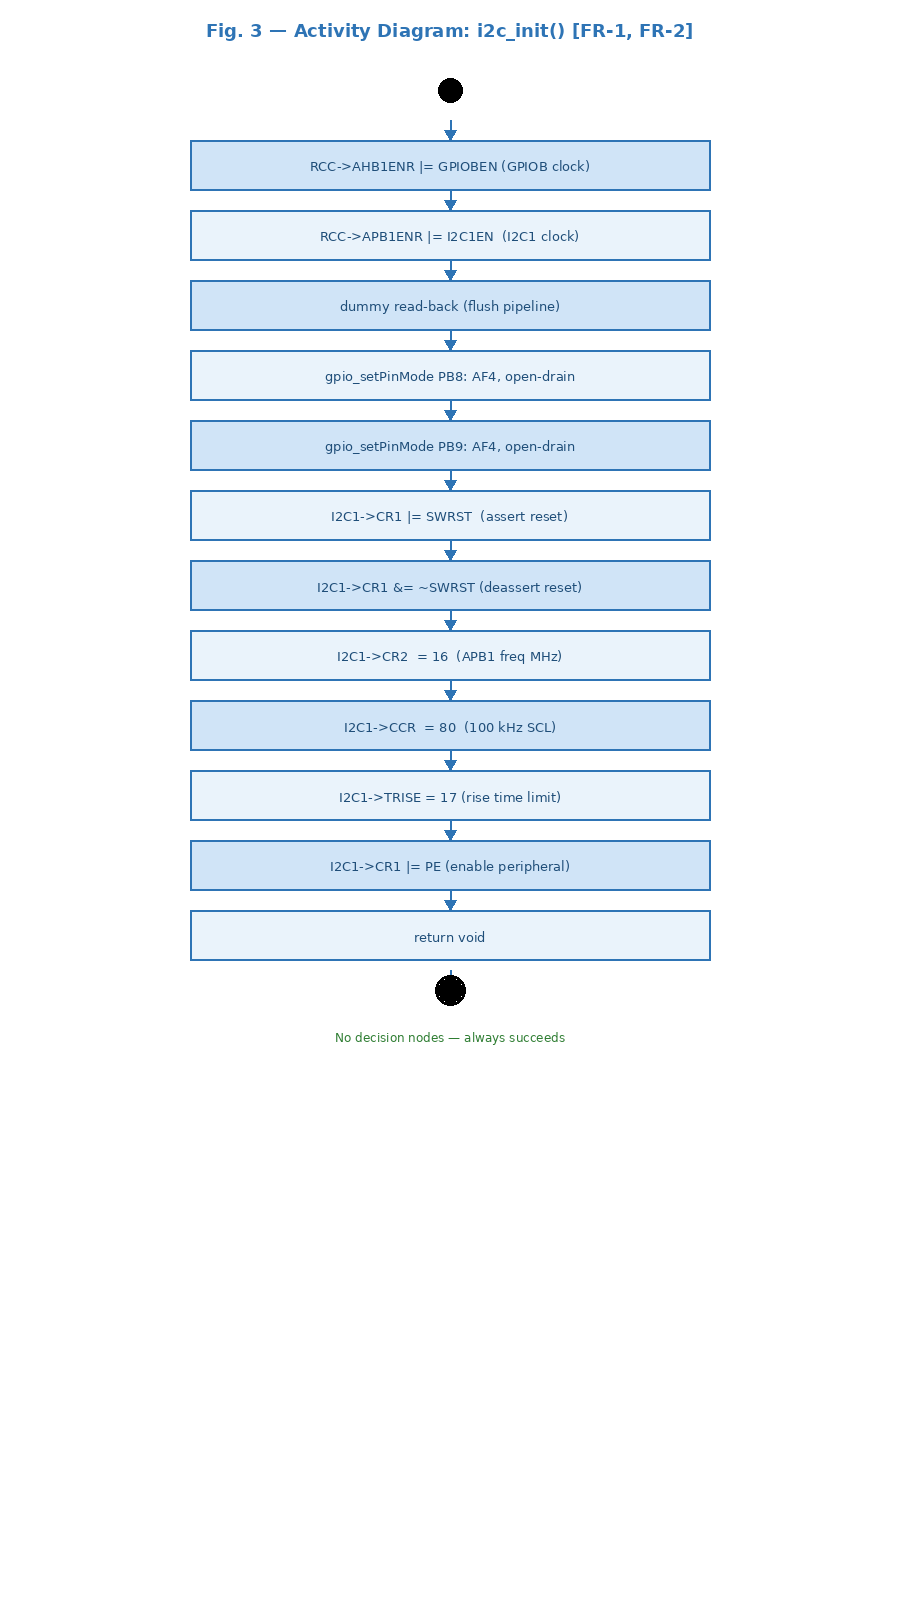 Fig. 3 — Activity Diagram: i2c_init() [FR-1, FR-2]
RCC->AHB1ENR |= GPIOBEN (GPIOB clock)
RCC->APB1ENR |= I2C1EN  (I2C1 clock)
dummy read-back (flush pipeline)
gpio_setPinMode PB8: AF4, open-drain
gpio_setPinMode PB9: AF4, open-drain
I2C1->CR1 |= SWRST  (assert reset)
I2C1->CR1 &= ~SWRST (deassert reset)
I2C1->CR2  = 16  (APB1 freq MHz)
I2C1->CCR  = 80  (100 kHz SCL)
I2C1->TRISE = 17 (rise time limit)
I2C1->CR1 |= PE (enable peripheral)
return void
No decision nodes — always succeeds